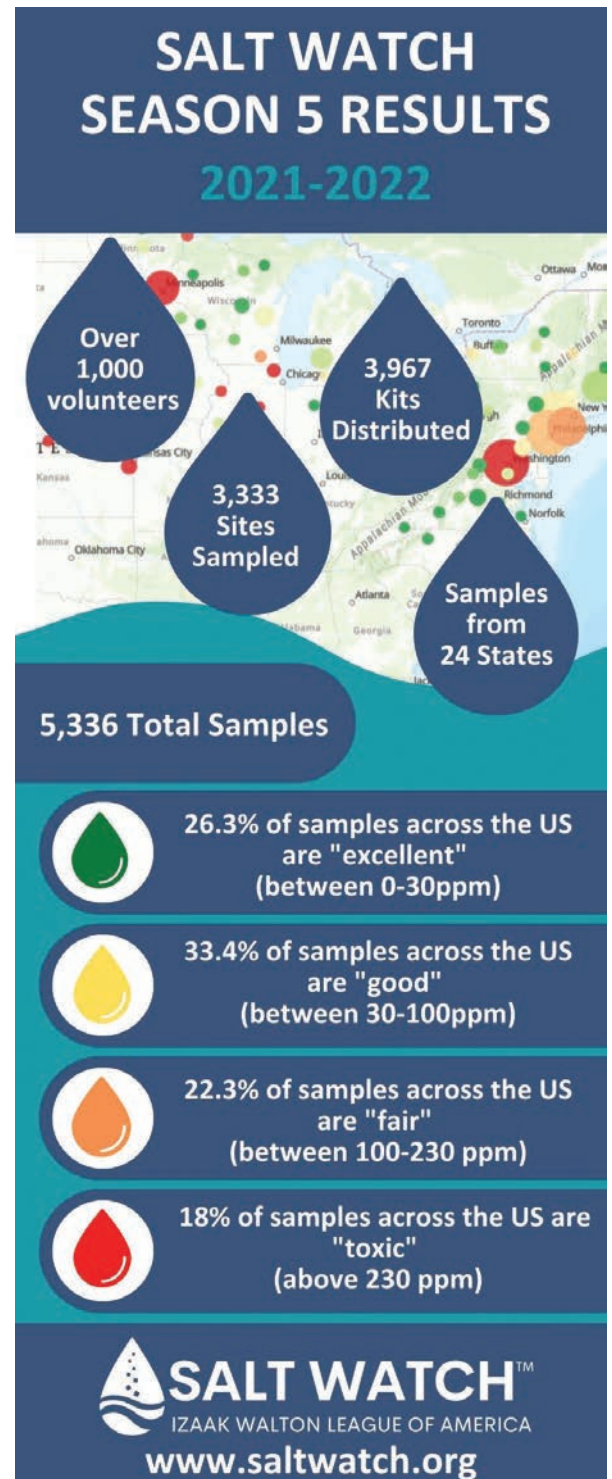 SALT WATCH
SEASON 5 RESULTS
2021-2022
Minneapolis
Ottawa
Wisconsin
Toronto
Milwaukee
Over
1,000
volunteers
3,967
Kits
Distributed
Appalachian
Washington
Kansas
3,333
Sites
Sampled
Richmond
Norfolk
Oklahoma City
Appalachian
Atlanta
Georgia
Samples
from
24 States
5,336 Total Samples
26.3% of samples across the US
are "excellent"
(between 0-30ppm)
33.4% of samples across the US
are "good"
(between 30-100ppm)
22.3% of samples across the US
are "fair"
(between 100-230 ppm)
18% of samples across the US are
"toxic"
(above 230 ppm)
SALT WATCH™
IZAAK WALTON LEAGUE OF AMERICA
www.saltwatch.org